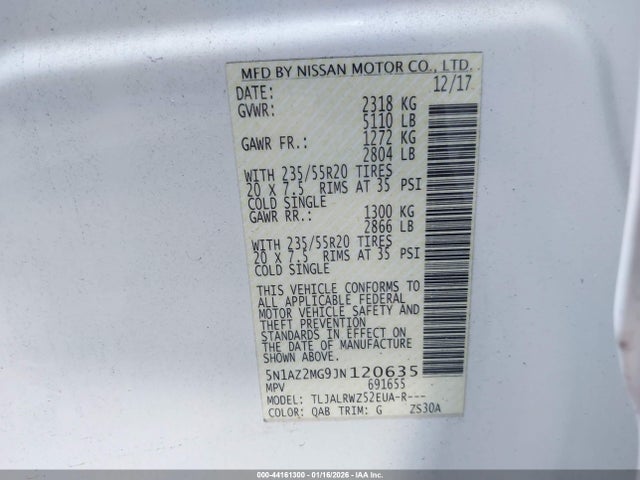 MFD BY NISSAN MOTOR CO., LTD.
DATE: 12/17
GVWR: 2318 KG
5110 LB
GAWR FR.: 1272 KG
2804 LB
WITH 235/55R20 TIRES
20 X 7.5 RIMS AT 35 PSI
COLD SINGLE
GAWR RR.: 1300 KG
2866 LB
WITH 235/55R20 TIRES
20 X 7.5 RIMS AT 35 PSI
COLD SINGLE
THIS VEHICLE CONFORMS TO
ALL APPLICABLE FEDERAL
MOTOR VEHICLE SAFETY AND
THEFT PREVENTION
STANDARDS IN EFFECT ON
THE DATE OF MANUFACTURE
SHOWN ABOVE.
5N1AZ2MG9JN120635
MPV 691655
MODEL: TLJALRWZ52EUA-R---
COLOR: QAB TRIM: G ZS30A
000-44161300 - 01/16/2026 - IAA Inc.